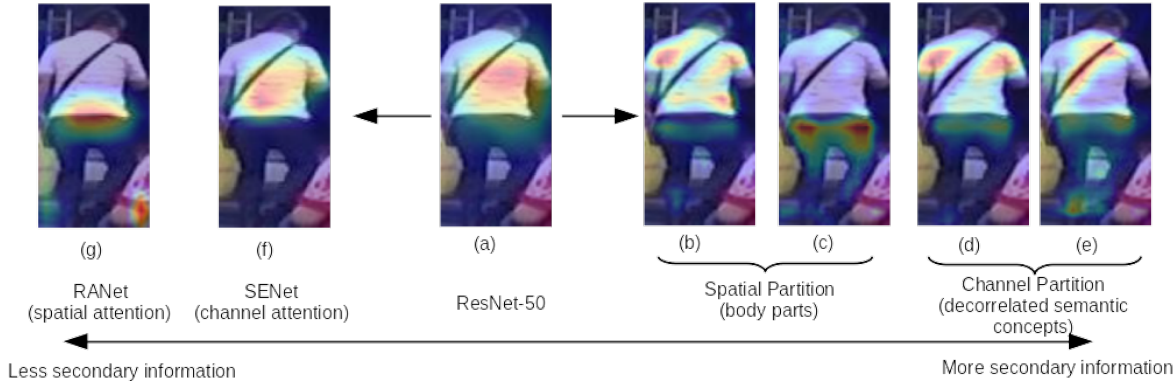 (g)
(f)
(a)
(b)
(c)
(d)
(e)
RANet
(spatial attention)
SENet
(channel attention)
ResNet-50
Spatial Partition
(body parts)
Channel Partition
(decorrelated semantic
concepts)
Less secondary information
More secondary information